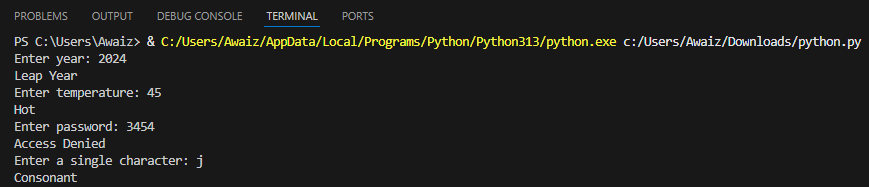 PROBLEMS OUTPUT DEBUG CONSOLE TERMINAL PORTS
PS C:\Users\Awaiz> & C:/Users/Awaiz/AppData/Local/Programs/Python/Python313/python.exe c:/Users/Awaiz/Downloads/python.py
Enter year: 2024
Leap Year
Enter temperature: 45
Hot
Enter password: 3454
Access Denied
Enter a single character: j
Consonant